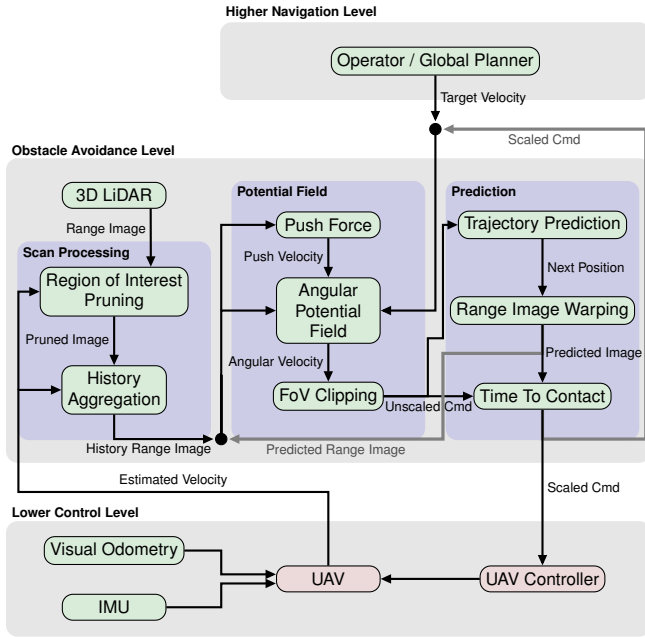 Higher Navigation Level
Operator / Global Planner
Target Velocity
Scaled Cmd
Obstacle Avoidance Level
3D LiDAR
Range Image
Scan Processing
Region of Interest
Pruning
Pruned Image
History
Aggregation
History Range Image
Potential Field
Push Force
Push Velocity
Angular
Potential
Field
Angular Velocity
FoV Clipping
Unscaled Cmd
Predicted Range Image
Prediction
Trajectory Prediction
Next Position
Range Image Warping
Predicted Image
Time To Contact
Estimated Velocity
Scaled Cmd
Lower Control Level
Visual Odometry
IMU
UAV
UAV Controller